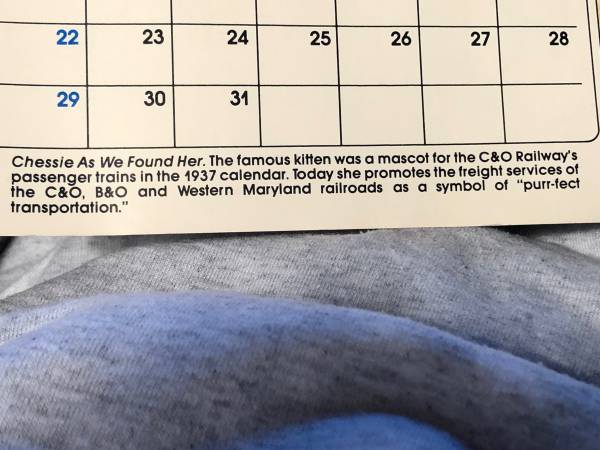 22 23 24 25 26 27 28
29 30 31
Chessie As We Found Her. The famous kitten was a mascot for the C&O Railway's
passenger trains in the 1937 calendar. Today she promotes the freight services of
the C&O, B&O and Western Maryland railroads as a symbol of "purr-fect
transportation."